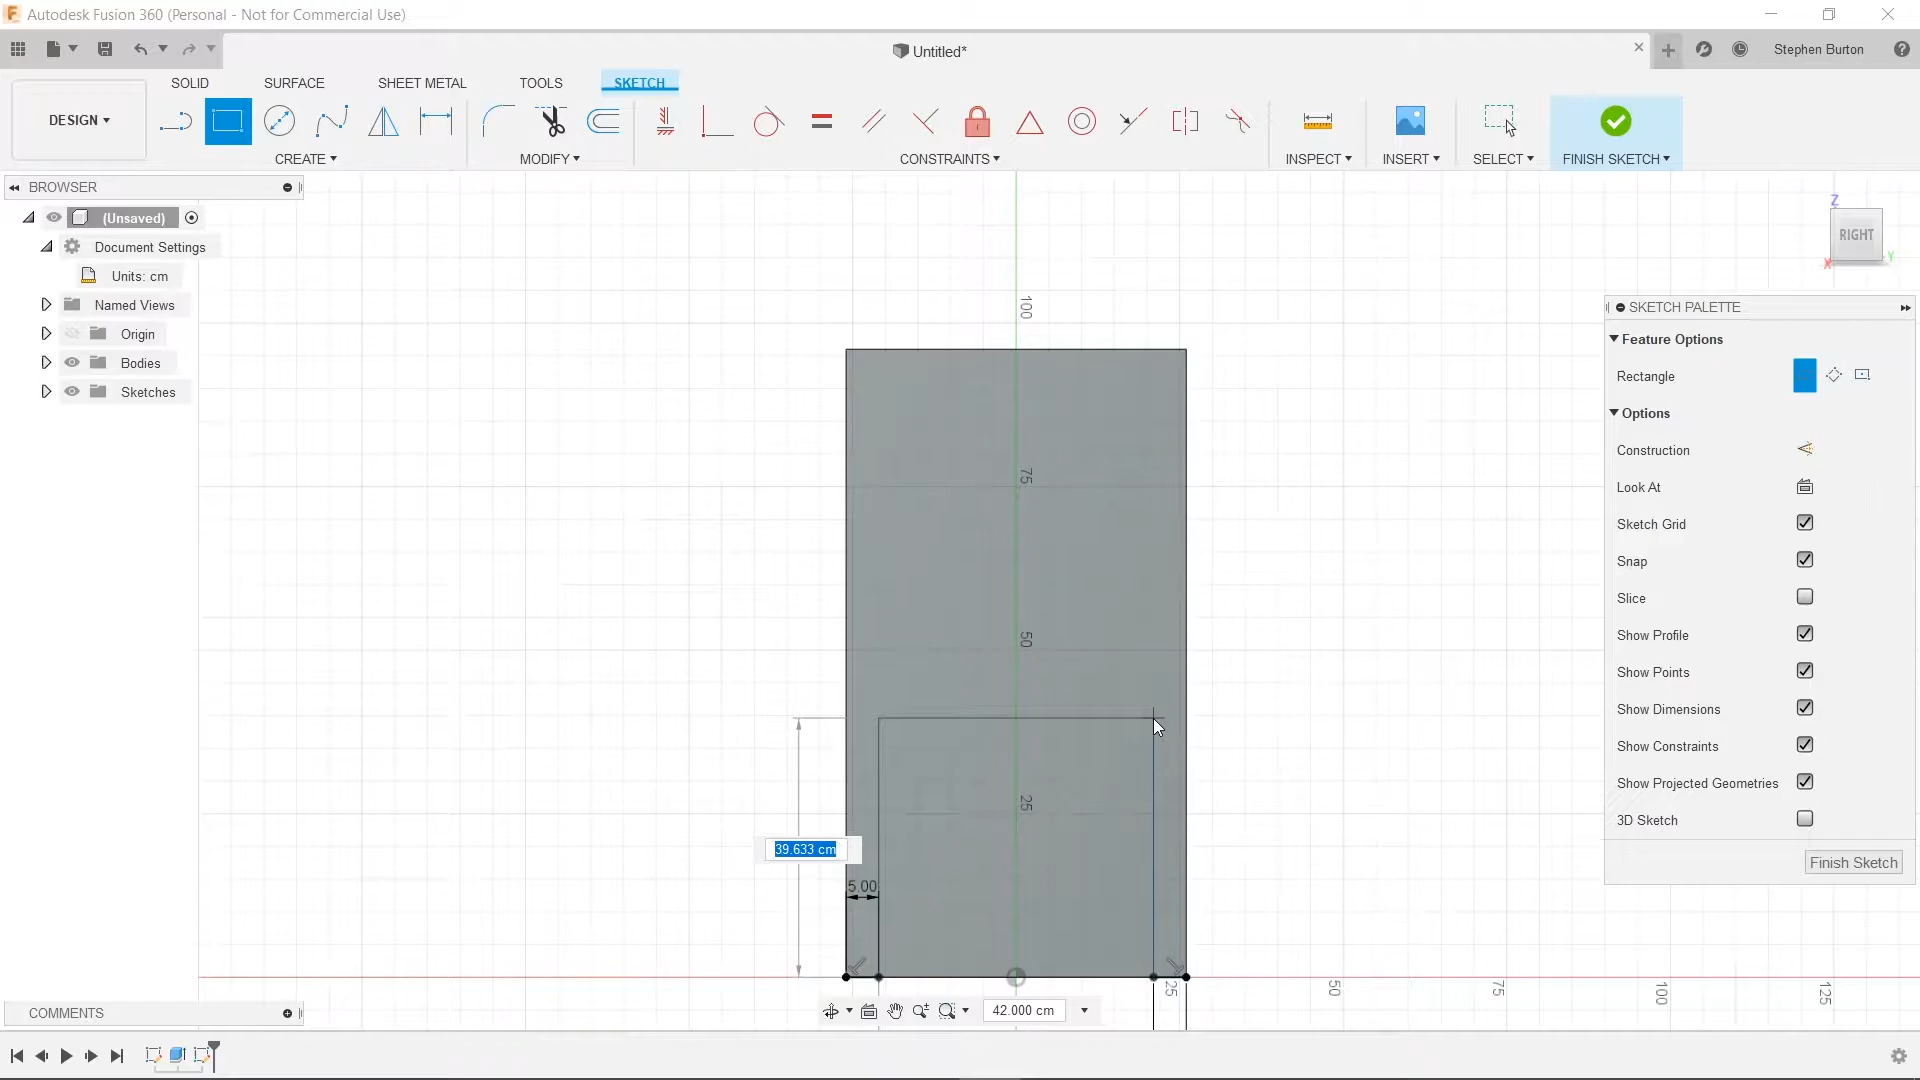 Autodesk Fusion 360 (Personal - Not for Commercial Use)
Untitled*
Stephen Burton
SOLID
SURFACE
SHEET METAL
TOOLS
SKETCH
DESIGN
CREATE
MODIFY
CONSTRAINTS
INSPECT
INSERT
SELECT
FINISH SKETCH
BROWSER
(Unsaved)
Document Settings
Units: cm
Named Views
Origin
Bodies
Sketches
Z
RIGHT
X
Y
100
75
50
25
39.633 cm
5.00
25
50
75
100
125
SKETCH PALETTE
Feature Options
Rectangle
Options
Construction
Look At
Sketch Grid
Snap
Slice
Show Profile
Show Points
Show Dimensions
Show Constraints
Show Projected Geometries
3D Sketch
Finish Sketch
COMMENTS
42.000 cm